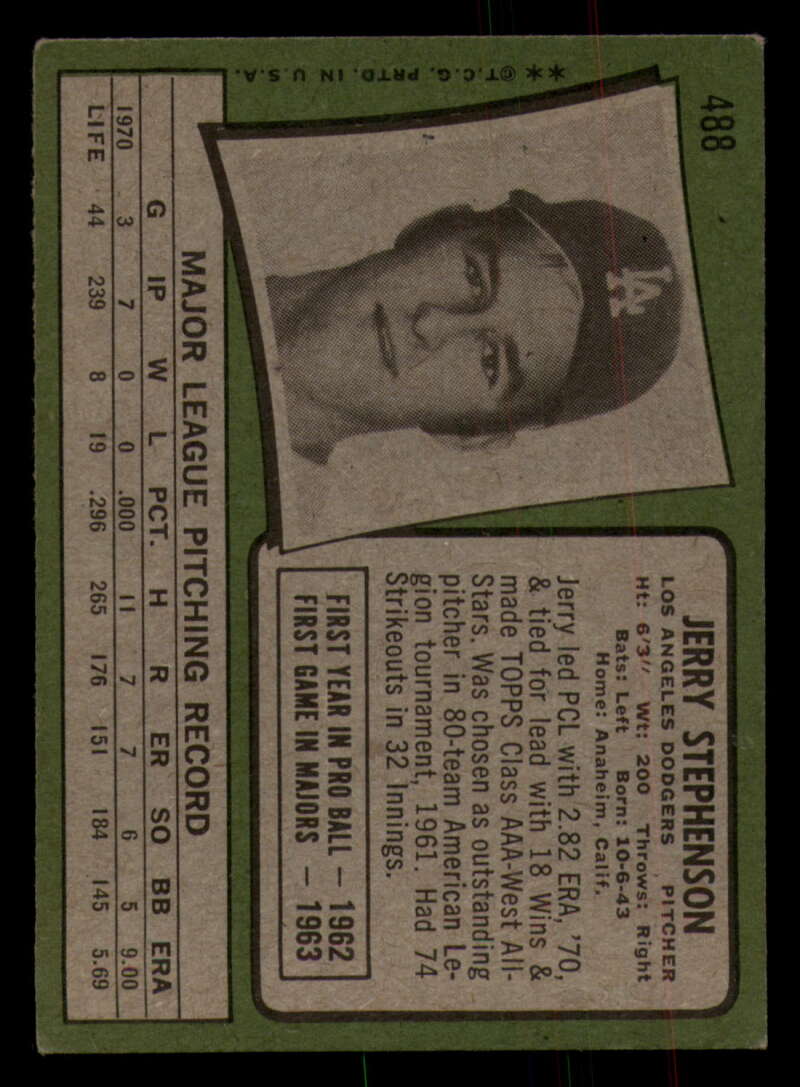 488
**©T.C.G. PRTD. IN U.S.A.
LA
JERRY STEPHENSON
LOS ANGELES DODGERS PITCHER
Ht: 6'3" Wt: 200 Throws: Right
Bats: Left Born: 10-6-43
Home: Anaheim, Calif.
Jerry led PCL with 2.82 ERA, '70,
& tied for lead with 18 Wins &
made TOPPS Class AAA-West All-
Stars. Was chosen as outstanding
pitcher in 80-team American Le-
gion tournament, 1961. Had 74
Strikeouts in 32 Innings.
FIRST YEAR IN PRO BALL — 1962
FIRST GAME IN MAJORS — 1963
MAJOR LEAGUE PITCHING RECORD
G IP W L PCT. H R ER SO BB ERA
1970 3 7 0 0 .000 11 7 7 6 5 9.00
LIFE 44 239 8 19 .296 265 176 151 184 145 5.69